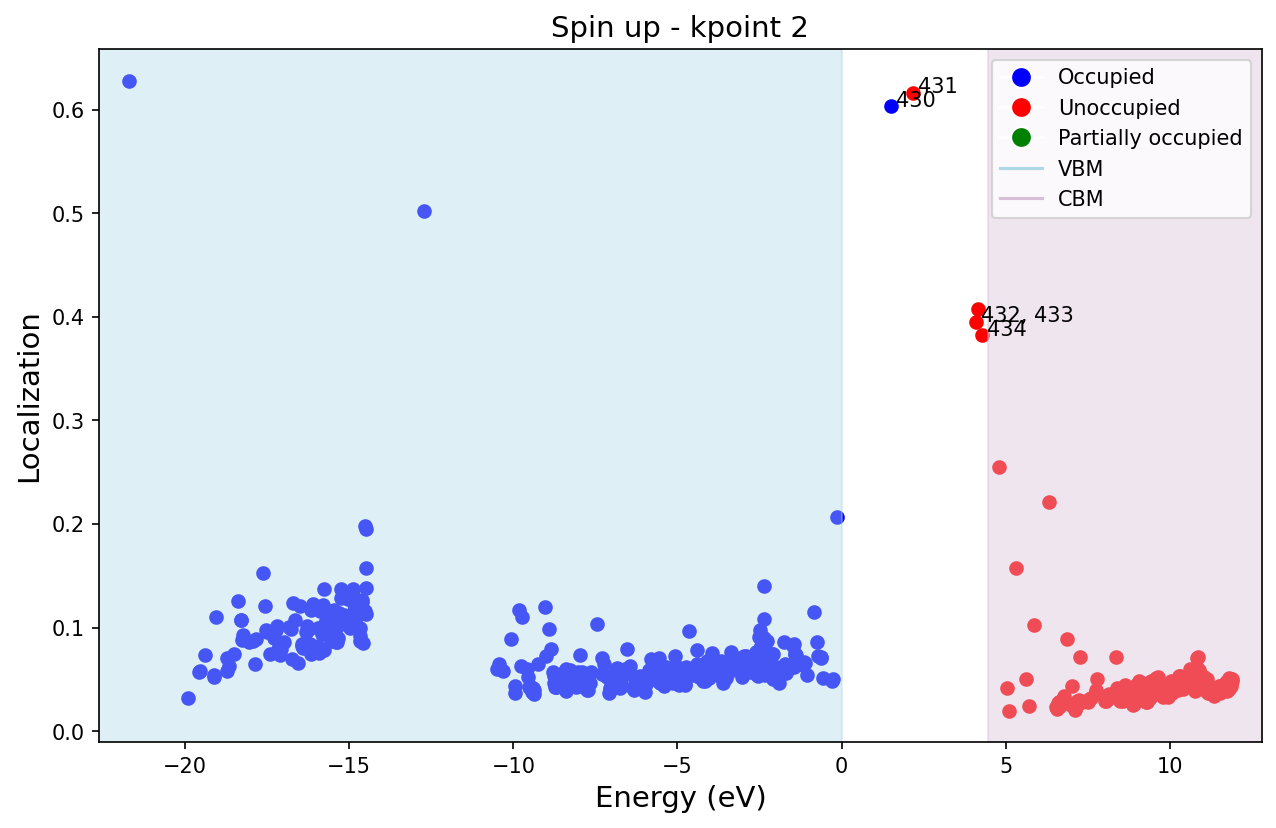 Spin up - kpoint 2
Localization
0.6
0.5
0.4
0.3
0.2
0.1
0.0
431
430
432, 433
434
Occupied
Unoccupied
Partially occupied
VBM
CBM
−20
−15
−10
−5
0
5
10
Energy (eV)